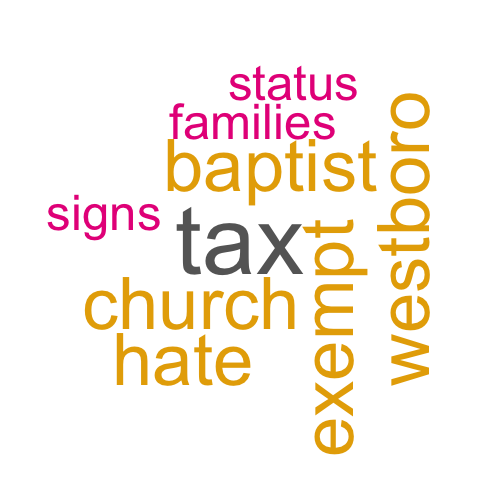 status
families
baptist
westboro
signs
tax
exempt
church
hate